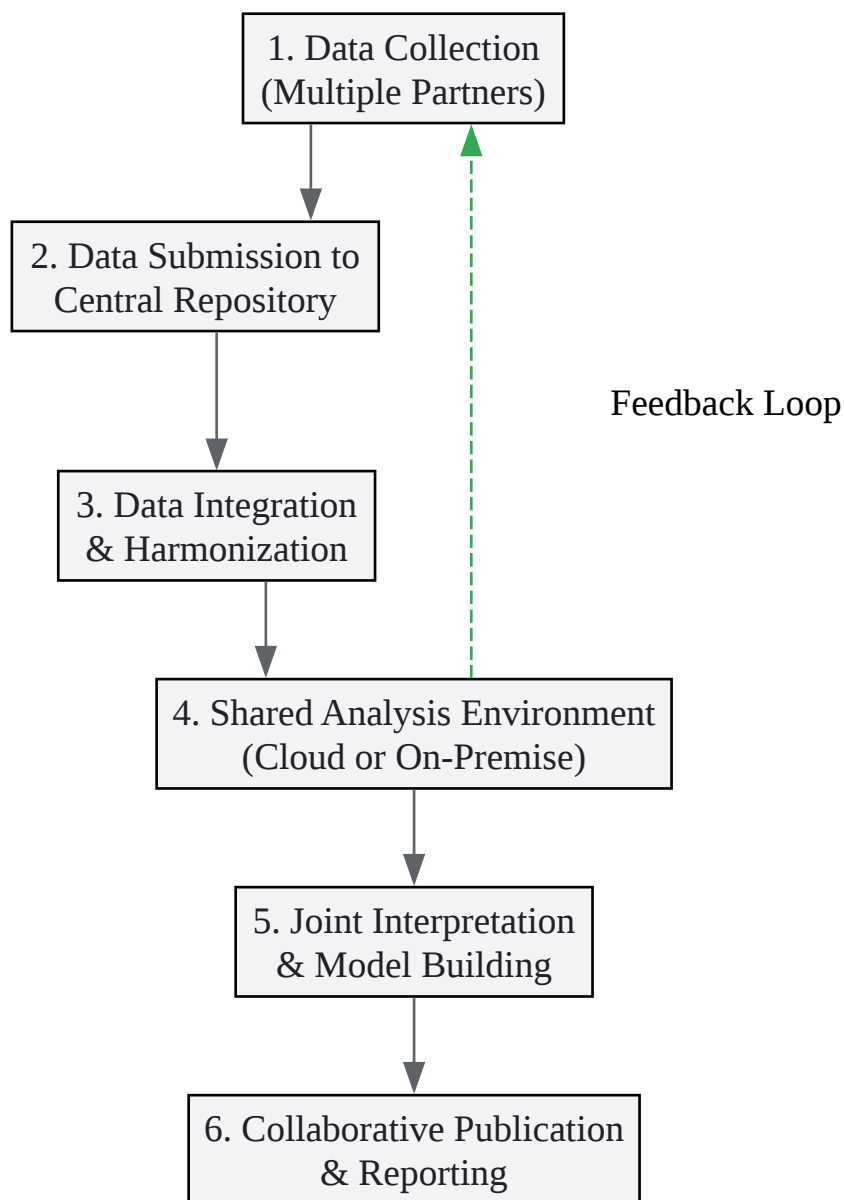 1. Data Collection
(Multiple Partners)
2. Data Submission to
Central Repository
Feedback Loop
3. Data Integration
& Harmonization
4. Shared Analysis Environment
(Cloud or On-Premise)
5. Joint Interpretation
& Model Building
6. Collaborative Publication
& Reporting